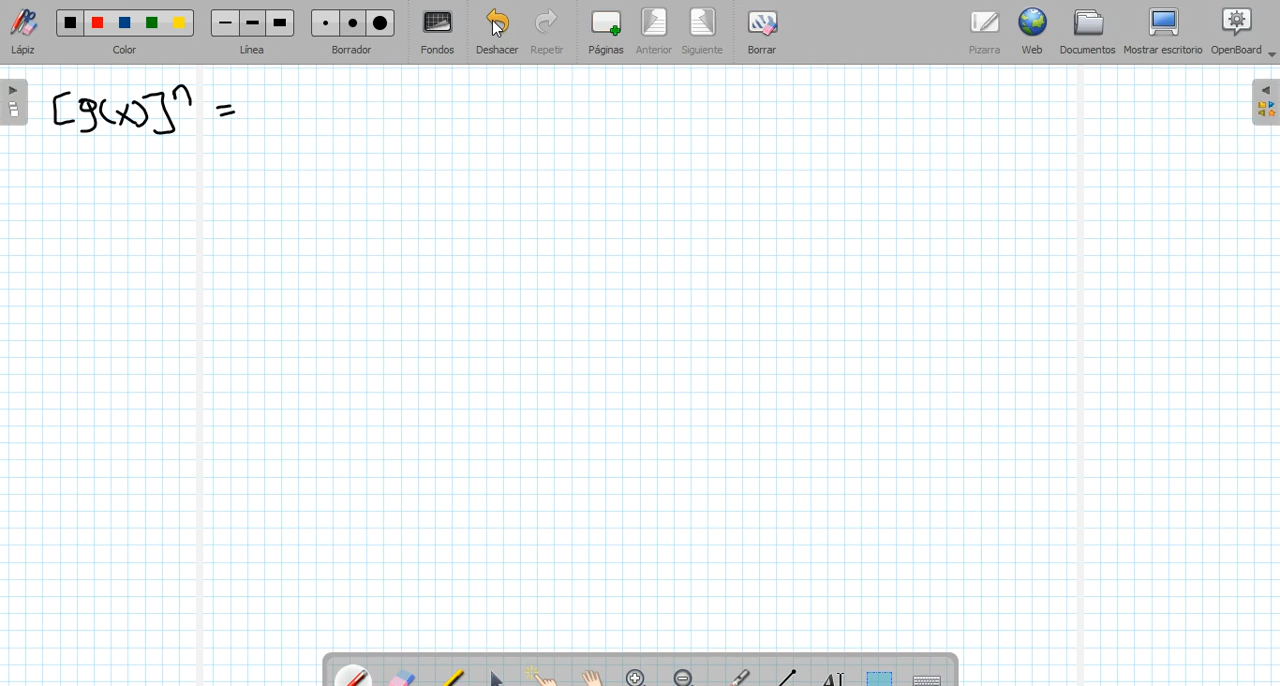 Lápiz Color Línea Borrador Fondos Deshacer Repetir Páginas Anterior Siguiente Borrar Pizarra Web Documentos Mostrar escritorio OpenBoard
[g(x)]^n =